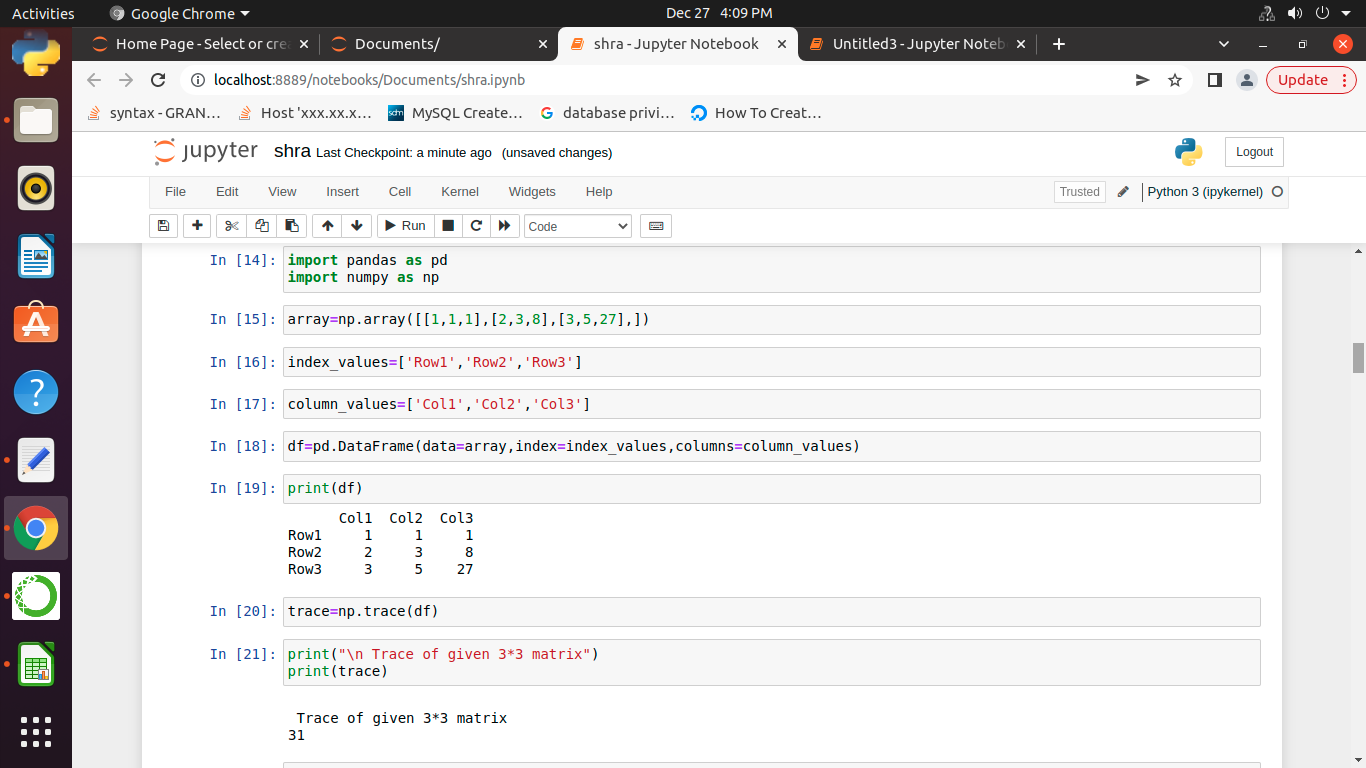 Activities
Google Chrome
Dec 27 4:09 PM
Home Page - Select or cre
Documents/
shra - Jupyter Notebook
Untitled3 - Jupyter Noteb
localhost:8889/notebooks/Documents/shra.ipynb
Update
syntax - GRAN...
Host 'xxx.xx.x...
MySQL Create...
database privi...
How To Creat...
jupyter shra Last Checkpoint: a minute ago (unsaved changes)
Logout
File Edit View Insert Cell Kernel Widgets Help
Trusted
Python 3 (ipykernel)
Run
Code
In [14]: import pandas as pd
import numpy as np
In [15]: array=np.array([[1,1,1],[2,3,8],[3,5,27],])
In [16]: index_values=['Row1','Row2','Row3']
In [17]: column_values=['Col1','Col2','Col3']
In [18]: df=pd.DataFrame(data=array,index=index_values,columns=column_values)
In [19]: print(df)
Col1 Col2 Col3
Row1 1 1 1
Row2 2 3 8
Row3 3 5 27
In [20]: trace=np.trace(df)
In [21]: print("\n Trace of given 3*3 matrix")
print(trace)
Trace of given 3*3 matrix
31